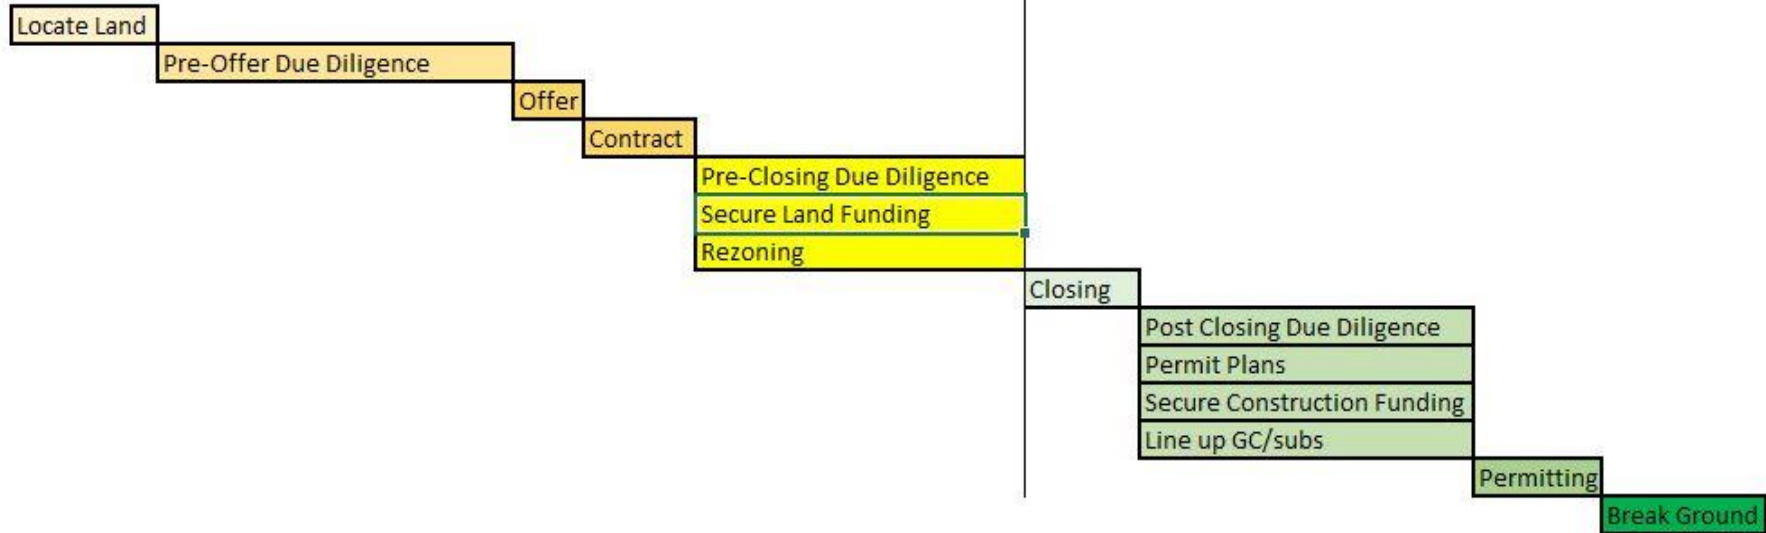 Locate Land
Pre-Offer Due Diligence
Offer
Contract
Pre-Closing Due Diligence
Secure Land Funding
Rezoning
Closing
Post Closing Due Diligence
Permit Plans
Secure Construction Funding
Line up GC/subs
Permitting
Break Ground